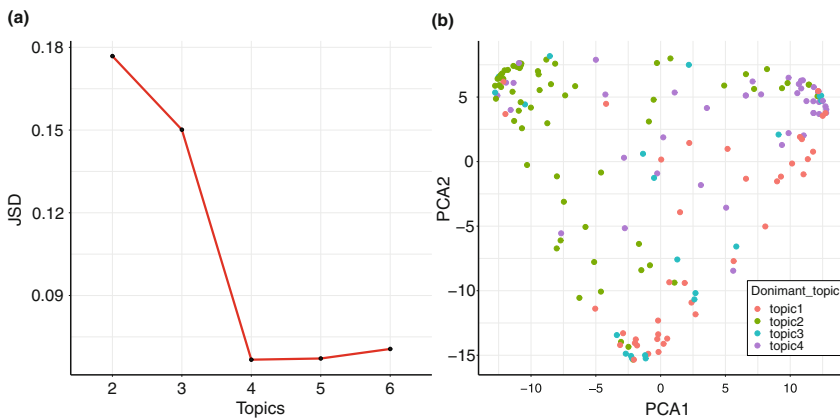 (a)
0.18
0.15
0.12
0.09
JSD
2 3 4 5 6
Topics
(b)
5
0
−5
−10
−15
PCA2
−10 −5 0 5 10
PCA1
Donimant_topic
topic1
topic2
topic3
topic4